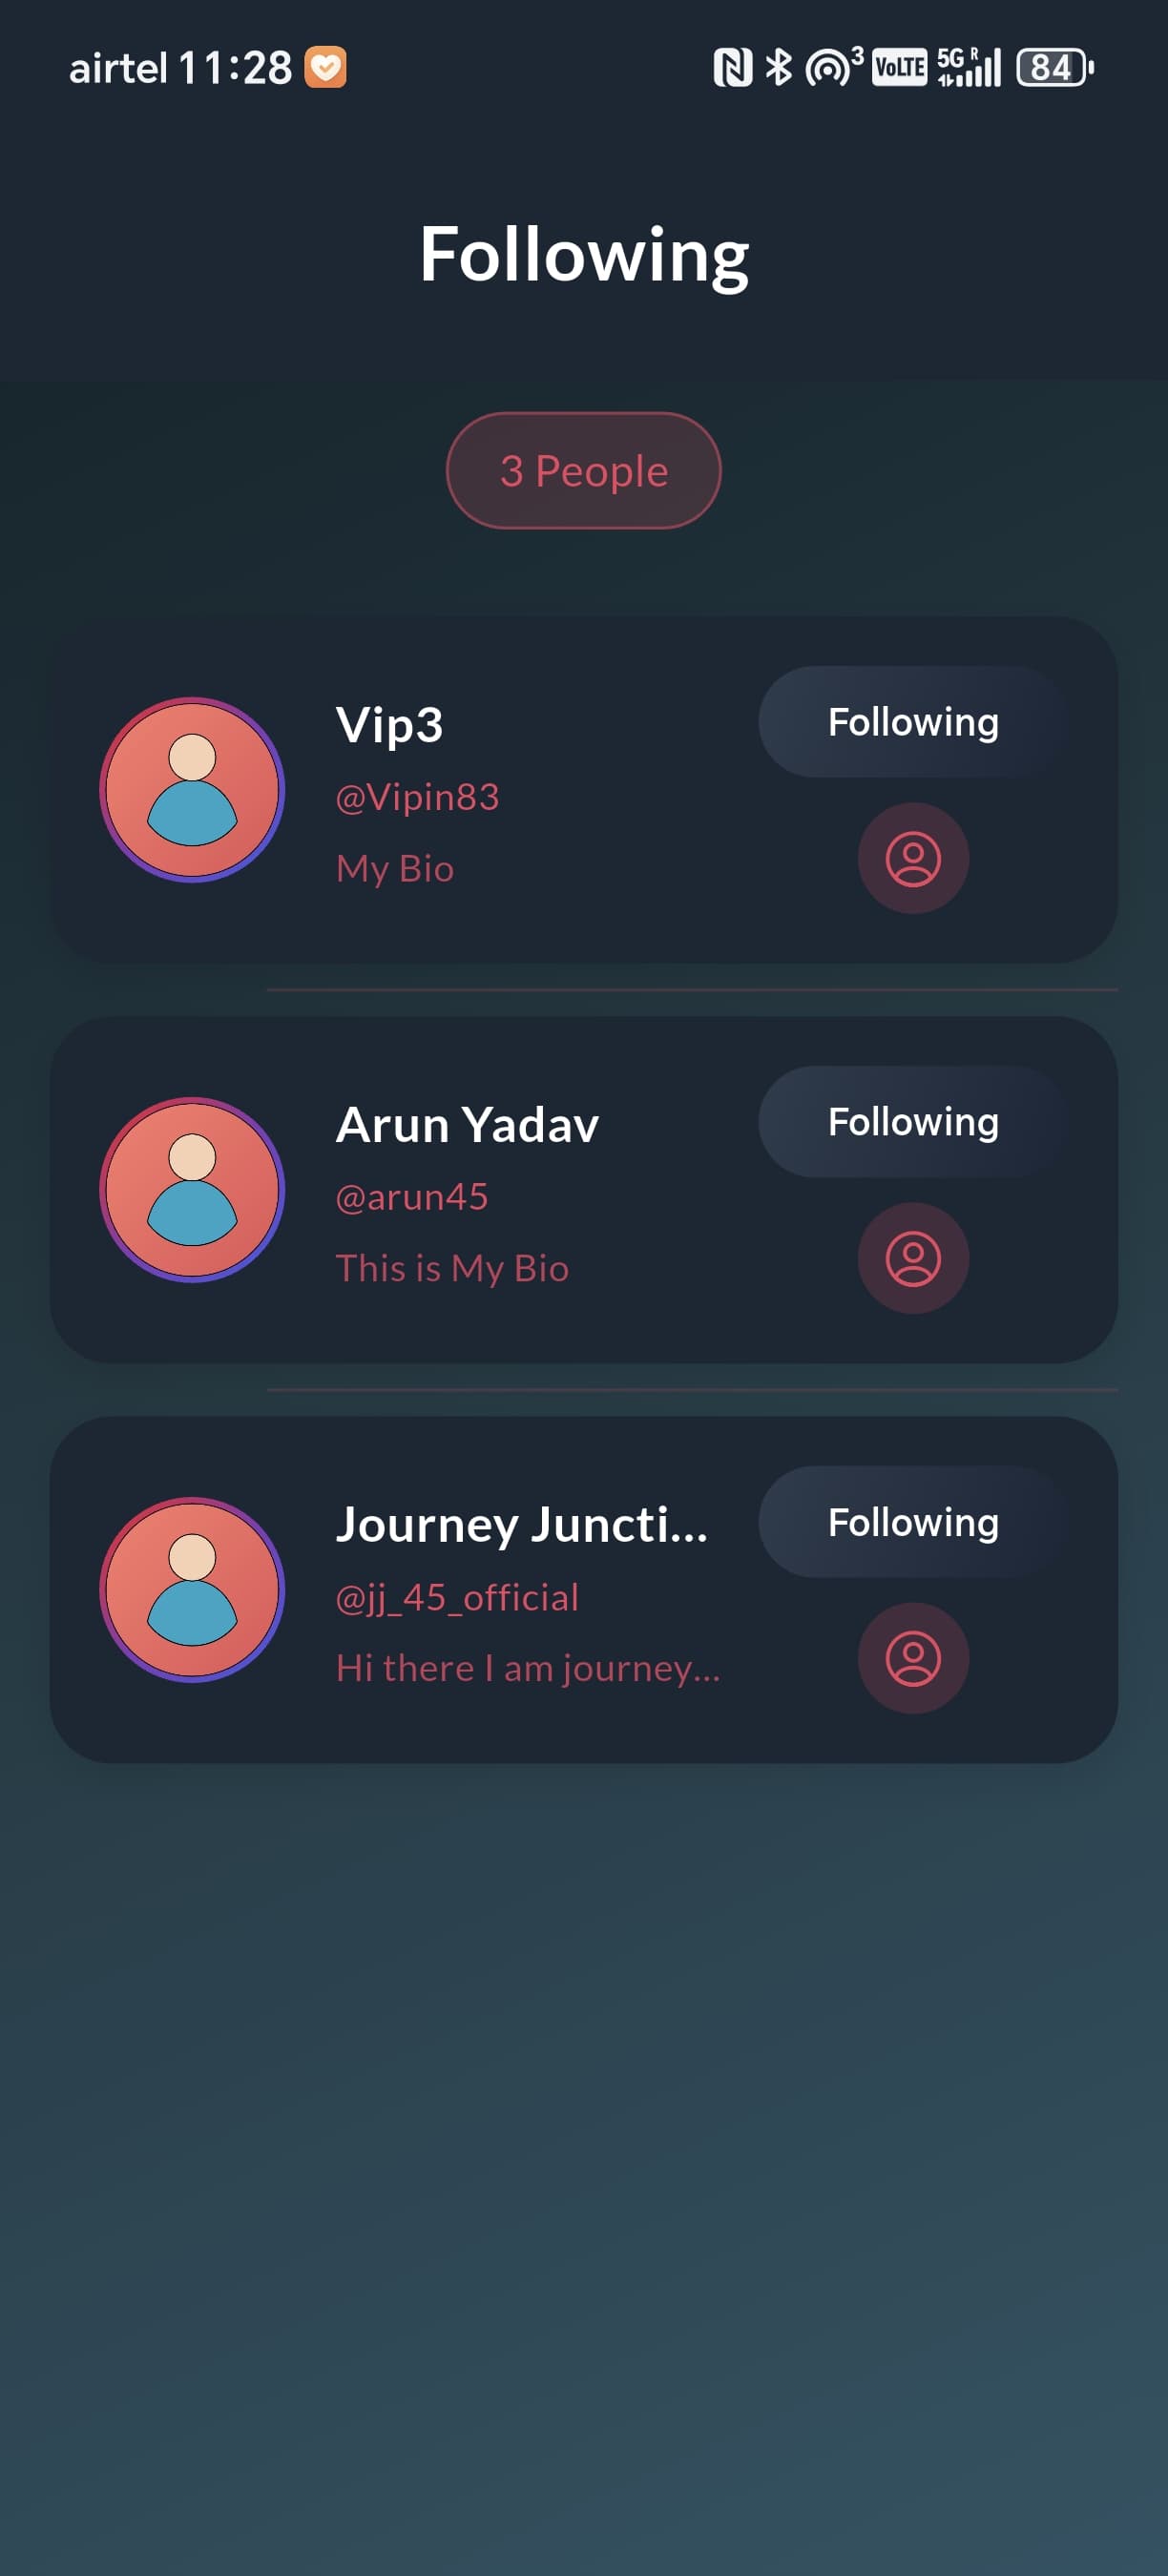 airtel 11:28 3 VoLTE 5G R 84
Following
3 People
Vip3
Following
@Vipin83
My Bio
Arun Yadav
Following
@arun45
This is My Bio
Journey Juncti...
Following
@jj_45_official
Hi there I am journey...